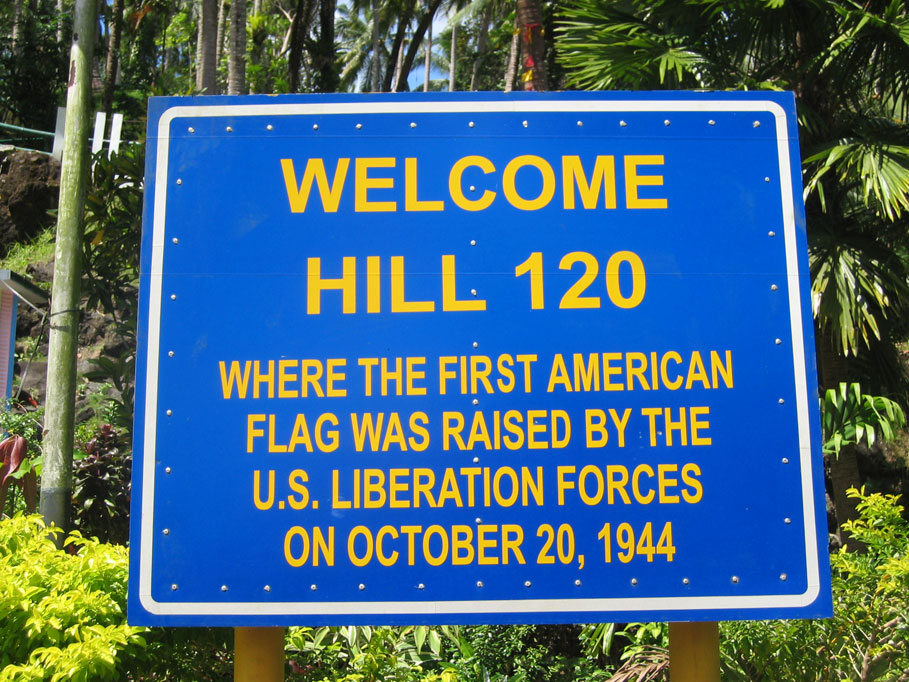 WELCOME
HILL 120
WHERE THE FIRST AMERICAN
FLAG WAS RAISED BY THE
U.S. LIBERATION FORCES
ON OCTOBER 20, 1944